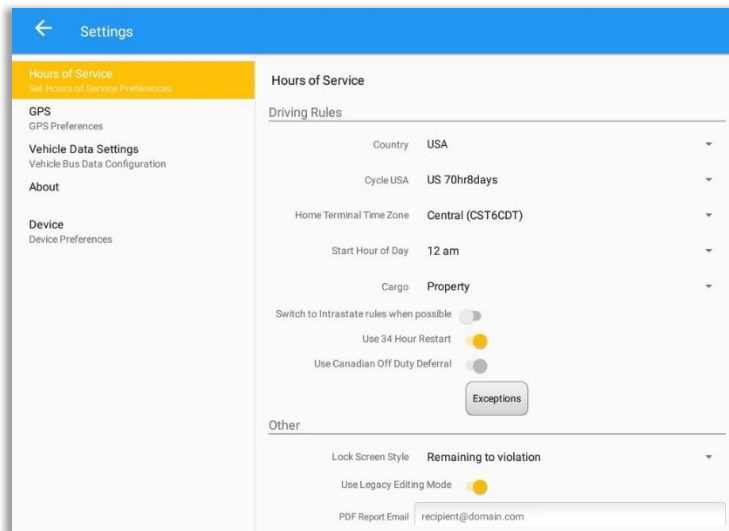 Settings
Hours of Service
Set Hours of Service Preferences
GPS
GPS Preferences
Vehicle Data Settings
Vehicle Bus Data Configuration
About
Device
Device Preferences
Hours of Service
Driving Rules
Country USA
Cycle USA US 70hr8days
Home Terminal Time Zone Central (CST6CDT)
Start Hour of Day 12 am
Cargo Property
Switch to Intrastate rules when possible
Use 34 Hour Restart
Use Canadian Off Duty Deferral
Exceptions
Other
Lock Screen Style Remaining to violation
Use Legacy Editing Mode
PDF Report Email recipient@domain.com